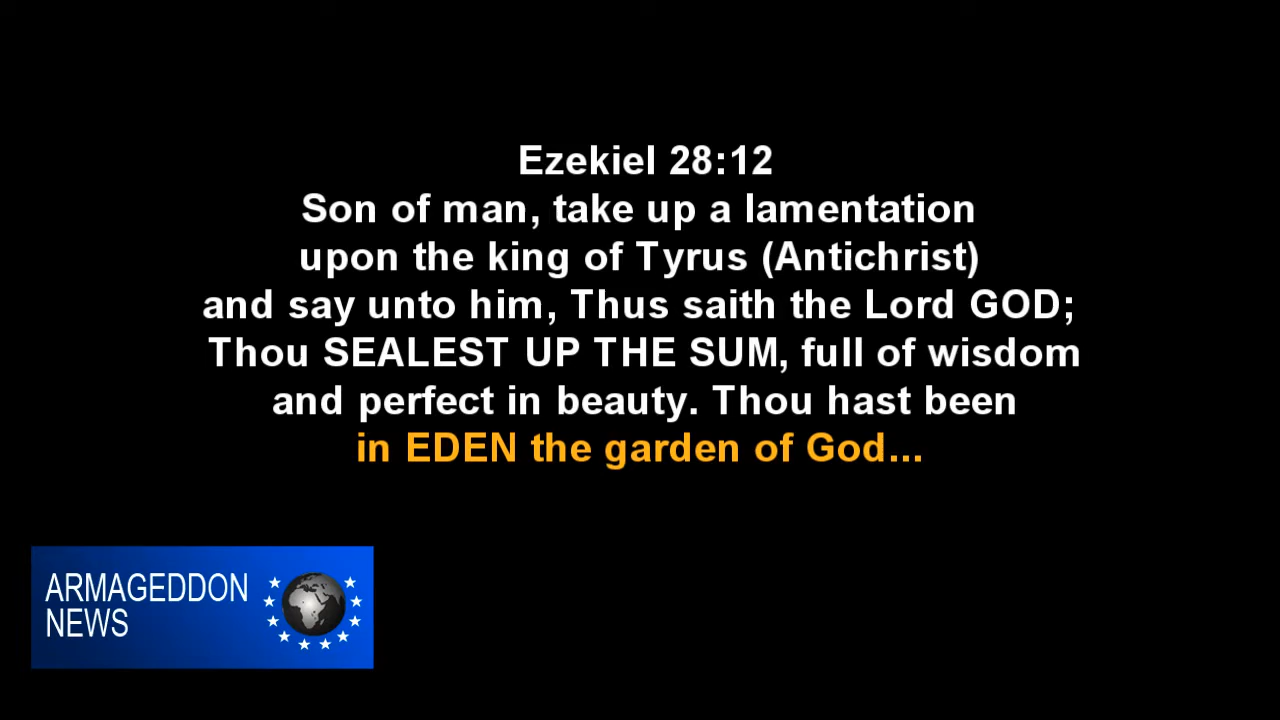 Ezekiel 28:12
Son of man, take up a lamentation
upon the king of Tyrus (Antichrist)
and say unto him, Thus saith the Lord GOD;
Thou SEALEST UP THE SUM, full of wisdom
and perfect in beauty. Thou hast been
in EDEN the garden of God...
ARMAGEDDON
NEWS